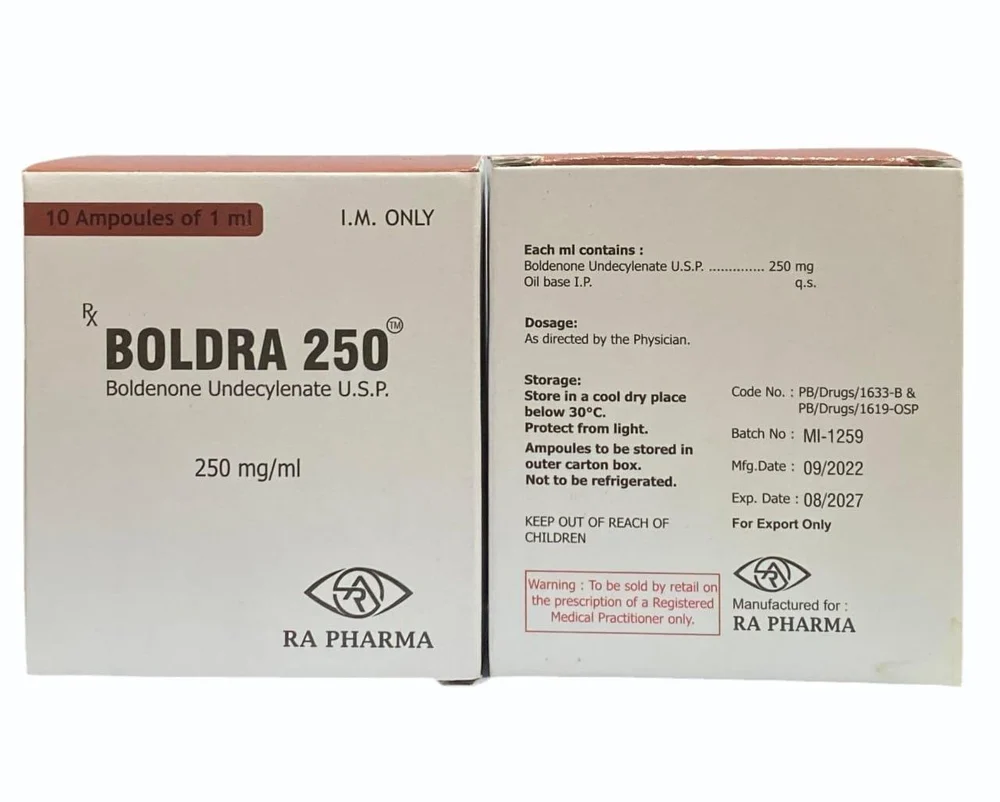 10 Ampoules of 1 ml
I.M. ONLY
Rx
BOLDRA 250 ™
Boldenone Undecylenate U.S.P.
250 mg/ml
RA PHARMA
Each ml contains :
Boldenone Undecylenate U.S.P. .............. 250 mg
Oil base I.P. q.s.
Dosage:
As directed by the Physician.
Storage:
Store in a cool dry place
below 30°C.
Protect from light.
Ampoules to be stored in
outer carton box.
Not to be refrigerated.
KEEP OUT OF REACH OF
CHILDREN
Warning : To be sold by retail on
the prescription of a Registered
Medical Practitioner only.
Code No. : PB/Drugs/1633-B &
PB/Drugs/1619-OSP
Batch No : MI-1259
Mfg.Date : 09/2022
Exp. Date : 08/2027
For Export Only
RA
Manufactured for :
RA PHARMA